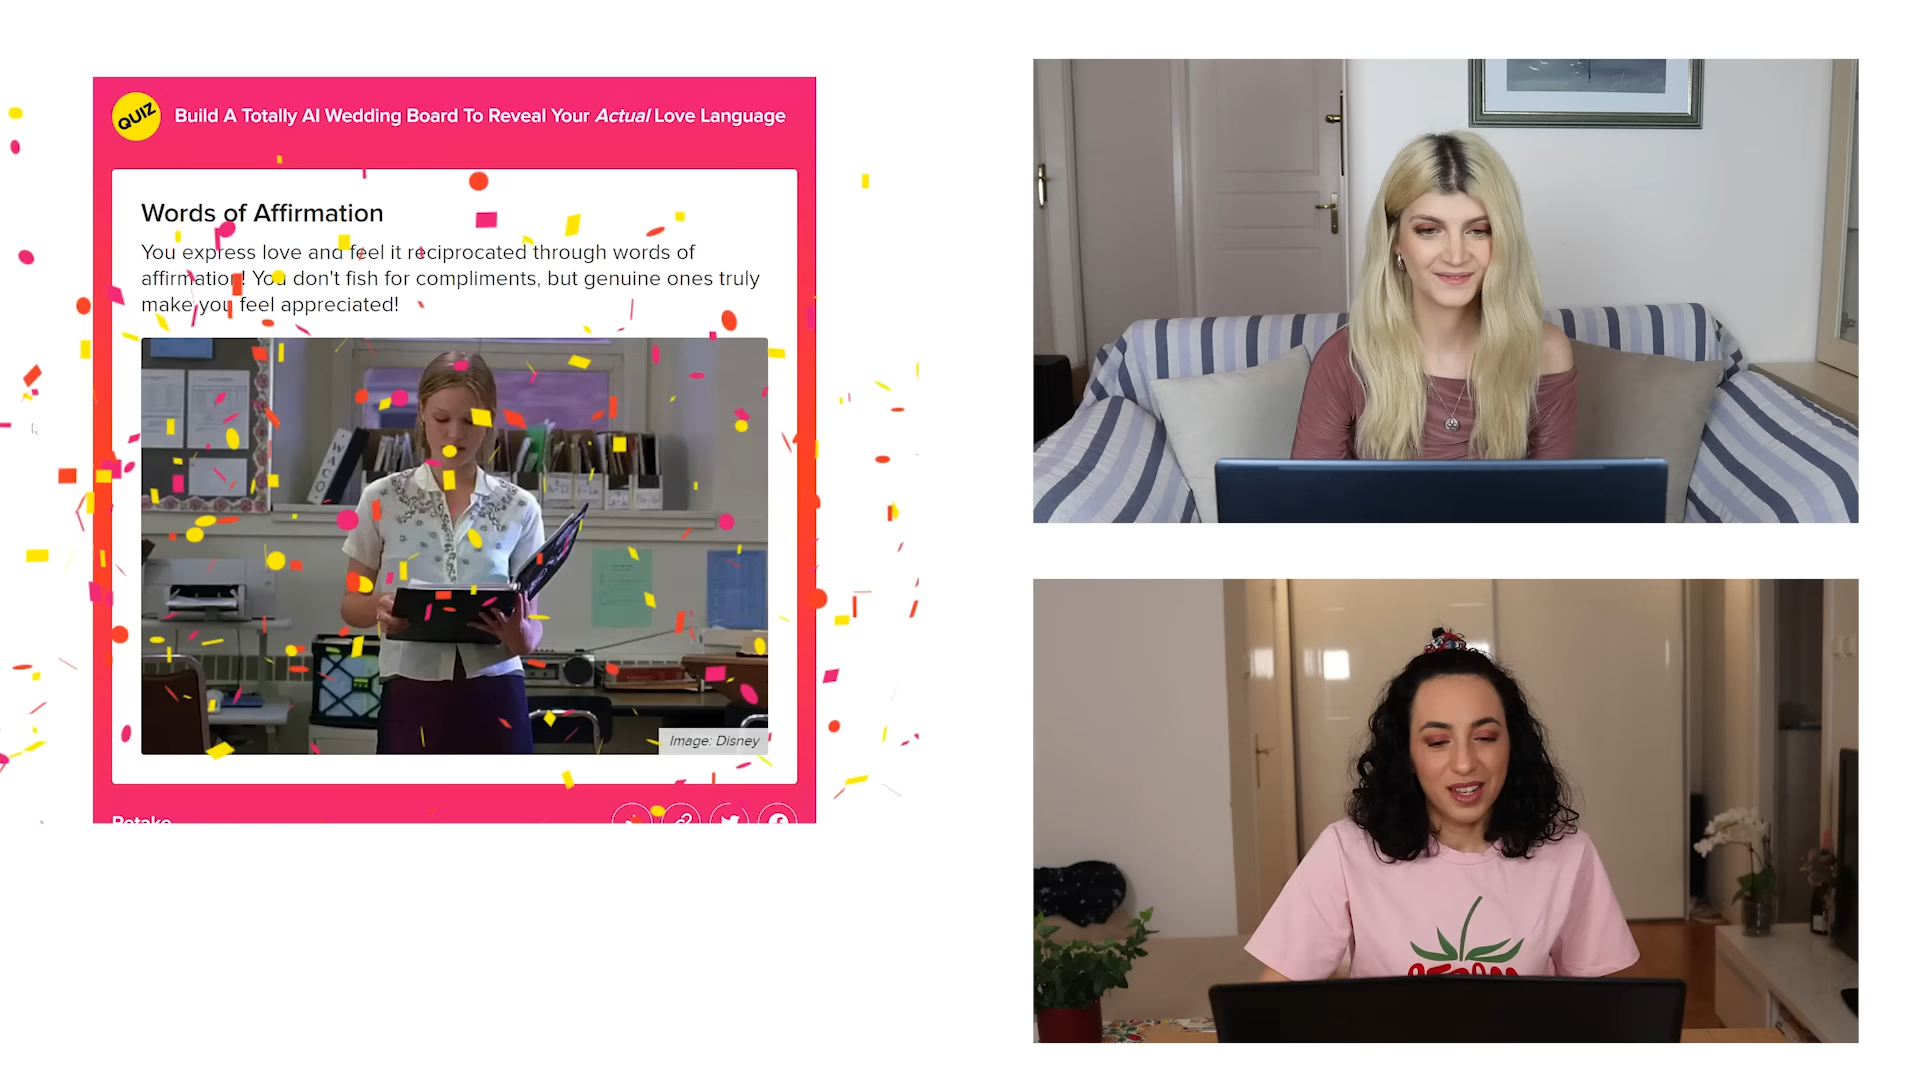 QUIZ
Build A Totally AI Wedding Board To Reveal Your Actual Love Language
Words of Affirmation
You express love and feel it reciprocated through words of
affirmation! You don't fish for compliments, but genuine ones truly
make you feel appreciated!
WACO
Image: Disney
Retake